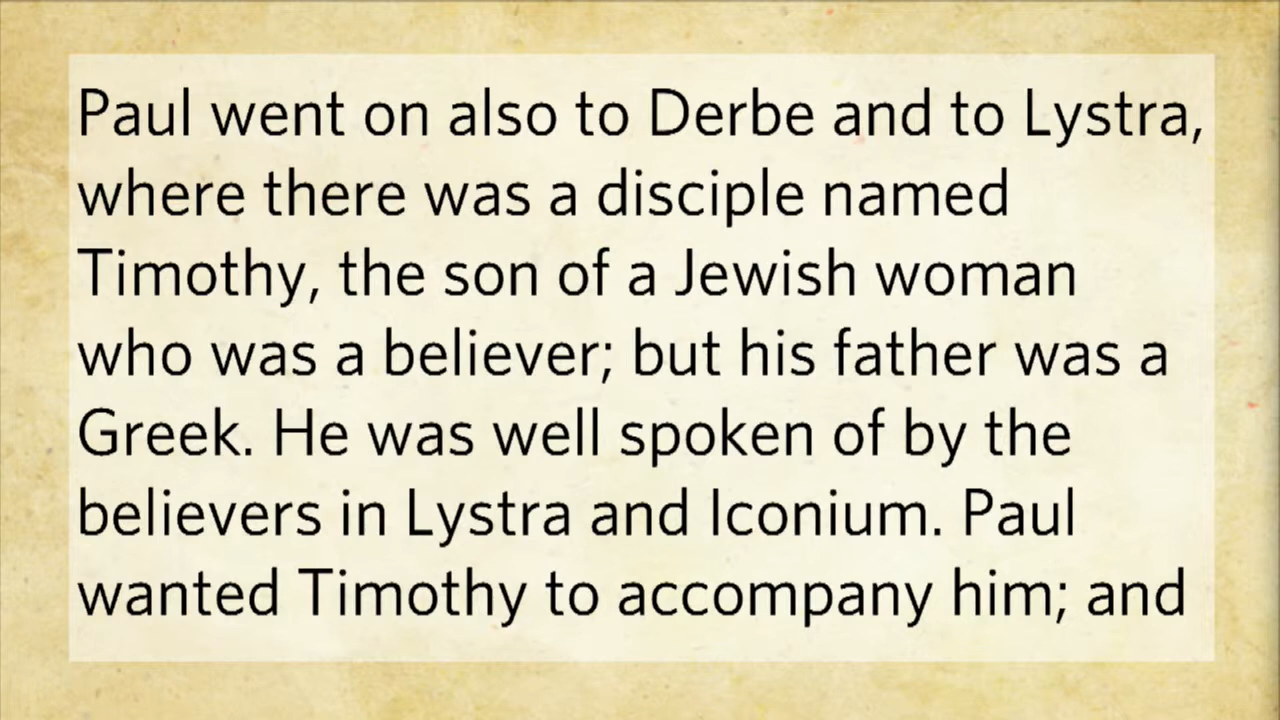 Paul went on also to Derbe and to Lystra,
where there was a disciple named
Timothy, the son of a Jewish woman
who was a believer; but his father was a
Greek. He was well spoken of by the
believers in Lystra and Iconium. Paul
wanted Timothy to accompany him; and